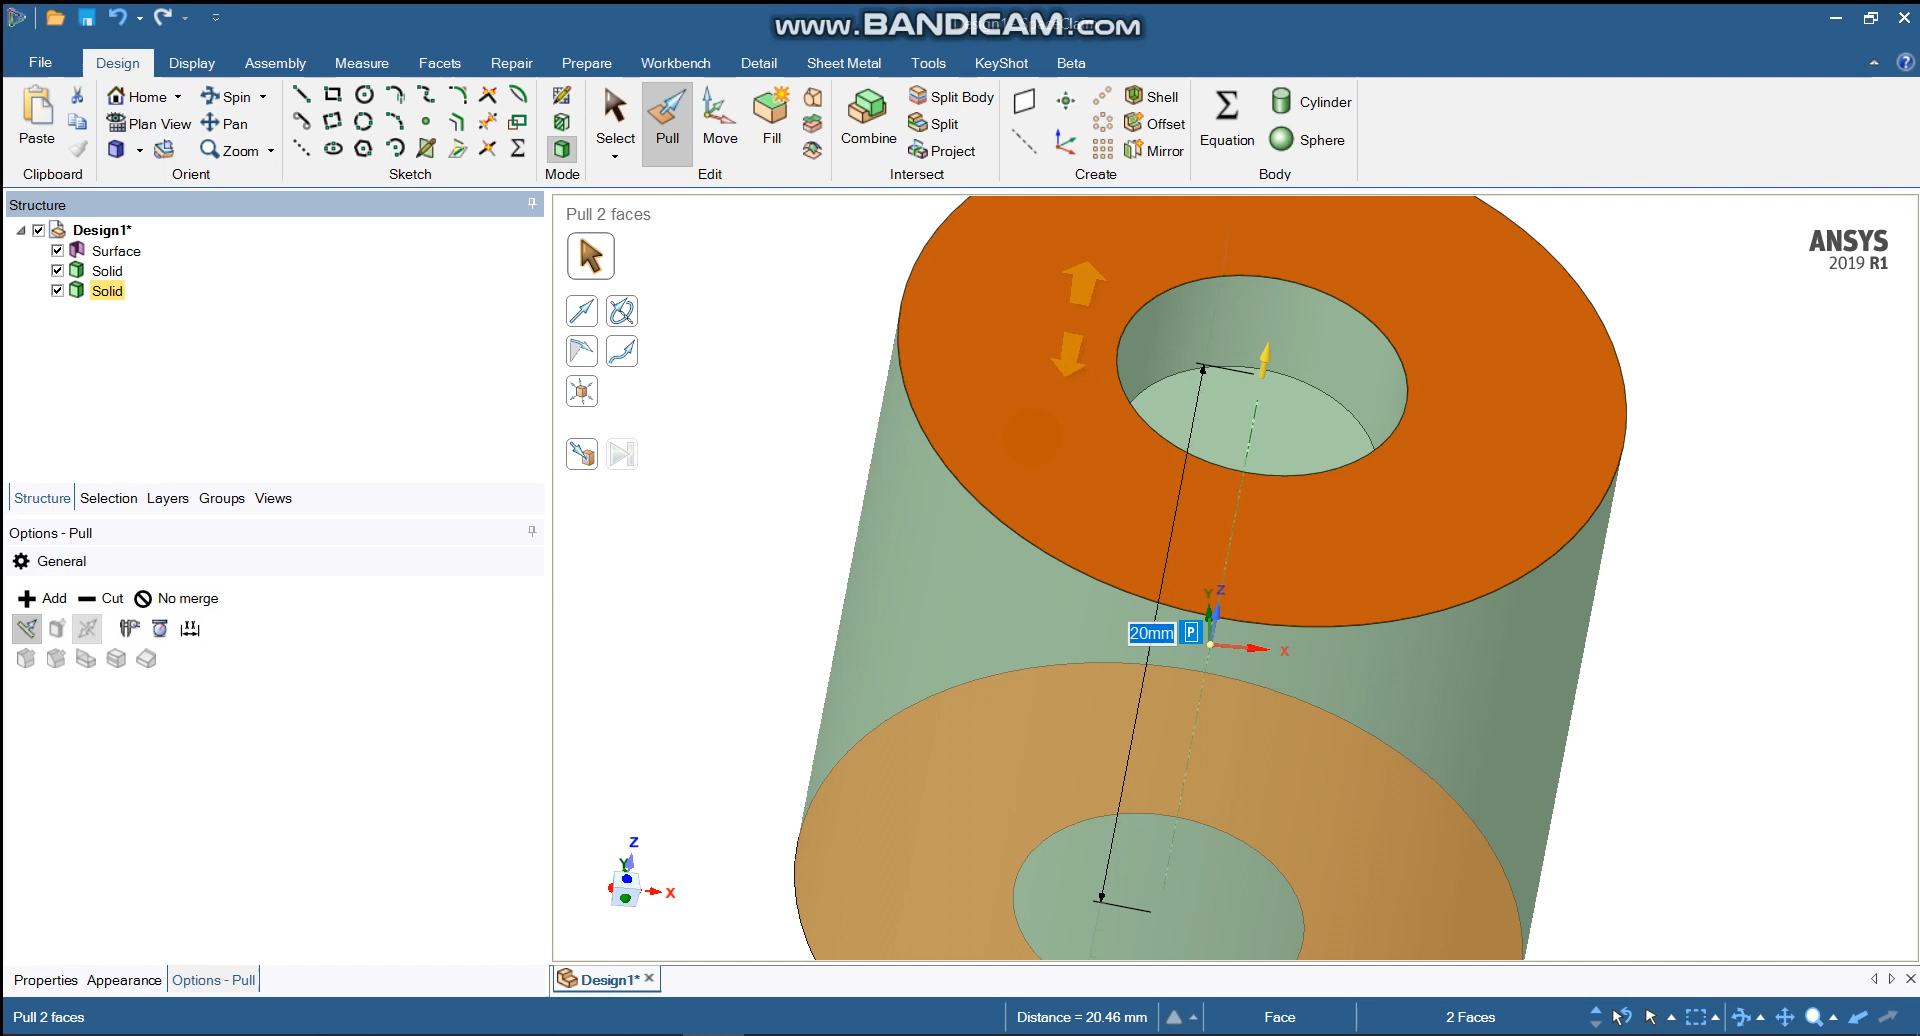 www.BANDICAM.com
File Design Display Assembly Measure Facets Repair Prepare Workbench Detail Sheet Metal Tools KeyShot Beta
Paste
Clipboard
Home Spin
Plan View Pan
Zoom
Orient
Sketch
Mode
Select Pull Move Fill
Edit
Combine
Split Body
Split
Project
Intersect
Shell
Offset
Mirror
Create
Equation
Cylinder
Sphere
Body
Structure
Design1*
Surface
Solid
Solid
Structure Selection Layers Groups Views
Options - Pull
General
Add Cut No merge
Properties Appearance Options - Pull
Pull 2 faces
ANSYS
2019 R1
20mm P
Y Z
X
Z
Y
X
Design1*
Pull 2 faces Distance = 20.46 mm Face 2 Faces